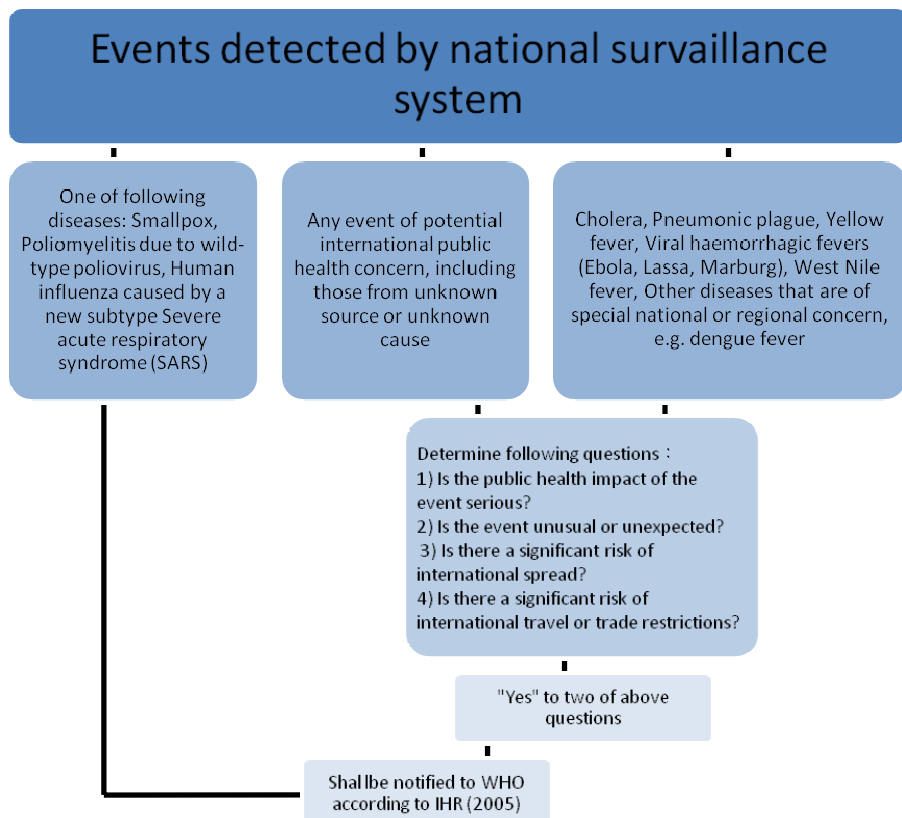 Events detected by national survaillance
system
One of following
diseases: Smallpox,
Poliomyelitis due to wild-
type poliovirus, Human
influenza caused by a
new subtype Severe
acute respiratory
syndrome (SARS)
Any event of potential
international public
health concern, including
those from unknown
source or unknown
cause
Cholera, Pneumonic plague, Yellow
fever, Viral haemorrhagic fevers
(Ebola, Lassa, Marburg), West Nile
fever, Other diseases that are of
special national or regional concern,
e.g. dengue fever
Determine following questions：
1) Is the public health impact of the
event serious?
2) Is the event unusual or unexpected?
3) Is there a significant risk of
international spread?
4) Is there a significant risk of
international travel or trade restrictions?
"Yes" to two of above
questions
Shall be notified to WHO
according to IHR (2005)